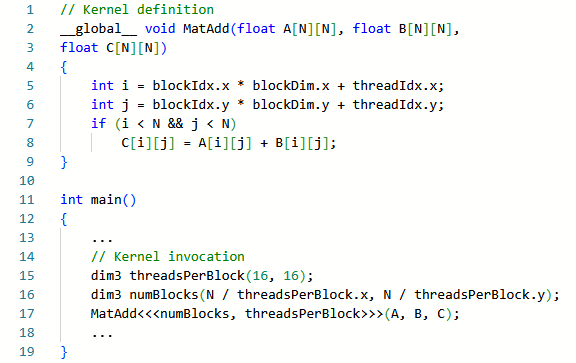 1 // Kernel definition
2 __global__ void MatAdd(float A[N][N], float B[N][N],
3 float C[N][N])
4 {
5     int i = blockIdx.x * blockDim.x + threadIdx.x;
6     int j = blockIdx.y * blockDim.y + threadIdx.y;
7     if (i < N && j < N)
8         C[i][j] = A[i][j] + B[i][j];
9 }
10
11 int main()
12 {
13     ...
14     // Kernel invocation
15     dim3 threadsPerBlock(16, 16);
16     dim3 numBlocks(N / threadsPerBlock.x, N / threadsPerBlock.y);
17     MatAdd<<<numBlocks, threadsPerBlock>>>(A, B, C);
18     ...
19 }